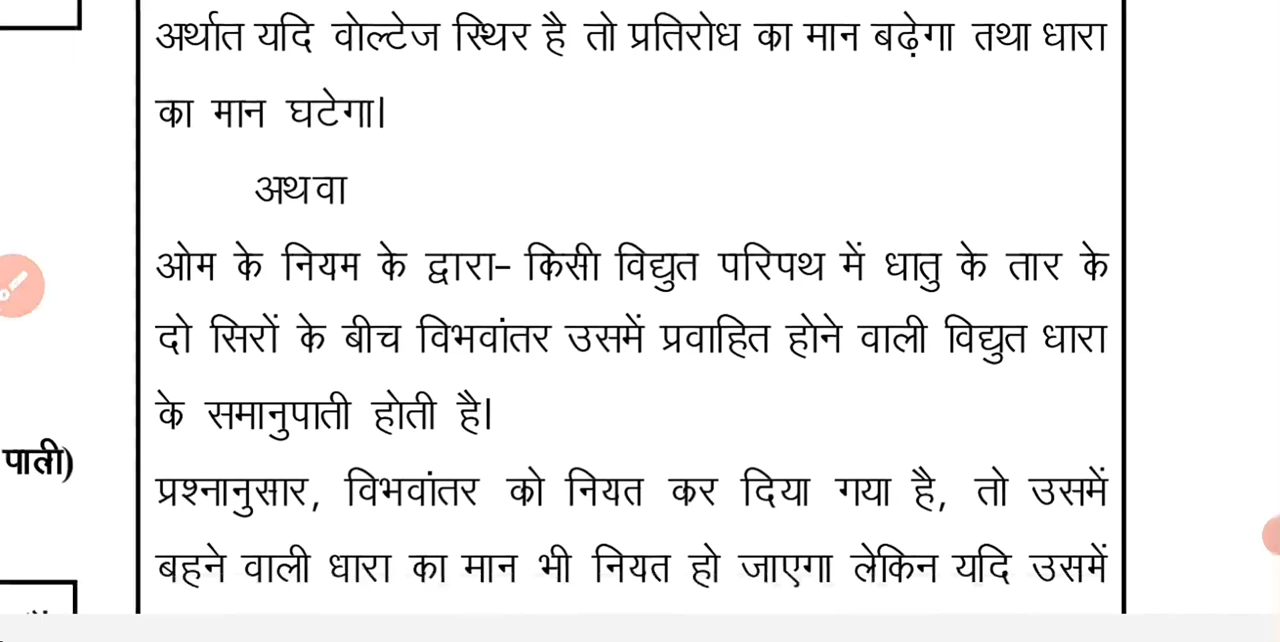 अर्थात यदि वोल्टेज स्थिर है तो प्रतिरोध का मान बढ़ेगा तथा धारा
का मान घटेगा।
अथवा
ओम के नियम के द्वारा- किसी विद्युत परिपथ में धातु के तार के
दो सिरों के बीच विभवांतर उसमें प्रवाहित होने वाली विद्युत धारा
के समानुपाती होती है।
पाती)
प्रश्नानुसार, विभवांतर को नियत कर दिया गया है, तो उसमें
बहने वाली धारा का मान भी नियत हो जाएगा लेकिन यदि उसमें